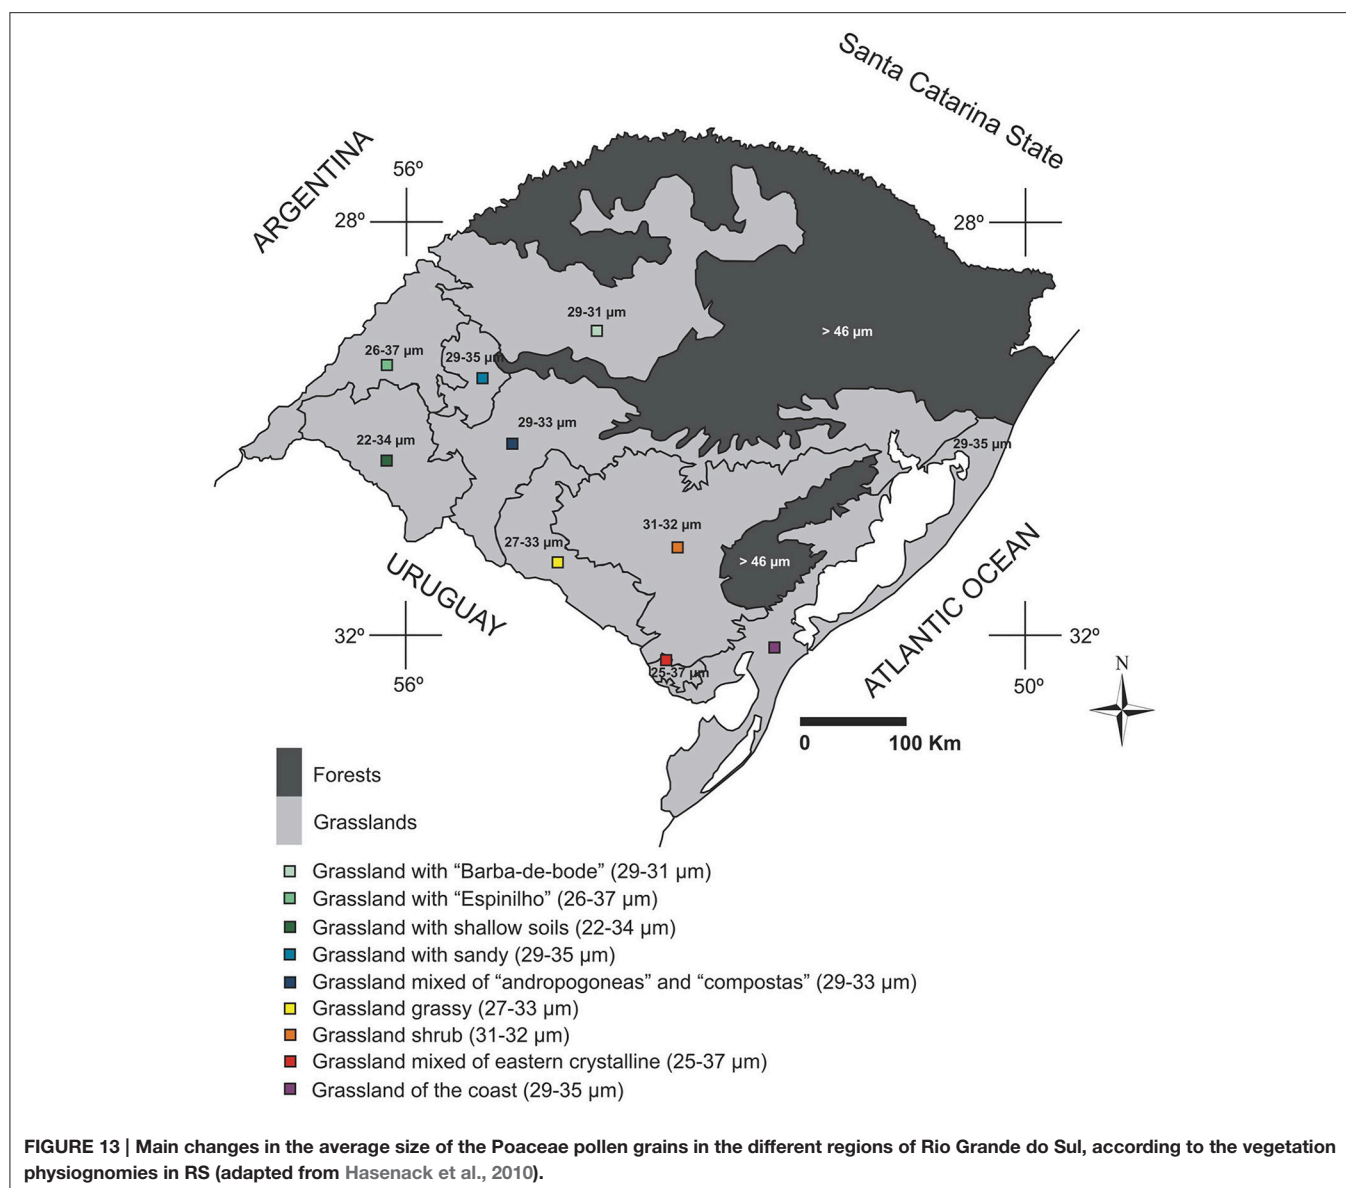 Santa Catarina State
ARGENTINA
56º
28º
28º
29-31 µm
> 46 µm
26-37 µm
29-35 µm
29-33 µm
22-34 µm
29-35 µm
31-32 µm
27-33 µm
> 46 µm
URUGUAY
ATLANTIC OCEAN
32º
32º
25-37 µm
56º
50º
N
0 100 Km
Forests
Grasslands
Grassland with “Barba-de-bode” (29-31 µm)
Grassland with “Espinilho” (26-37 µm)
Grassland with shallow soils (22-34 µm)
Grassland with sandy (29-35 µm)
Grassland mixed of “andropogoneas” and “compostas” (29-33 µm)
Grassland grassy (27-33 µm)
Grassland shrub (31-32 µm)
Grassland mixed of eastern crystalline (25-37 µm)
Grassland of the coast (29-35 µm)
FIGURE 13 | Main changes in the average size of the Poaceae pollen grains in the different regions of Rio Grande do Sul, according to the vegetation
physiognomies in RS (adapted from Hasenack et al., 2010).